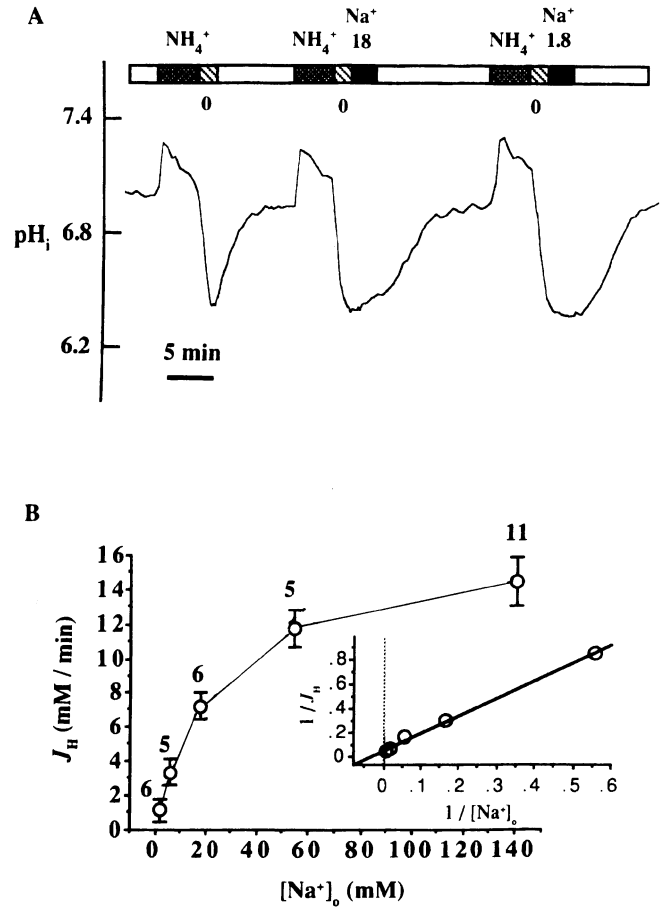 A
Na⁺ Na⁺
NH₄⁺ NH₄⁺ 18 NH₄⁺ 1.8
0 0 0
7.4
pHᵢ 6.8
6.2
5 min
B
16
14
12
10
8
6
4
2
0
J_H (mM / min)
6 5 6 5 11
0 20 40 60 80 100 120 140
[Na⁺]ₒ (mM)
.8
.6
.4
.2
0
1 / J_H
0 .1 .2 .3 .4 .5 .6
1 / [Na⁺]ₒ